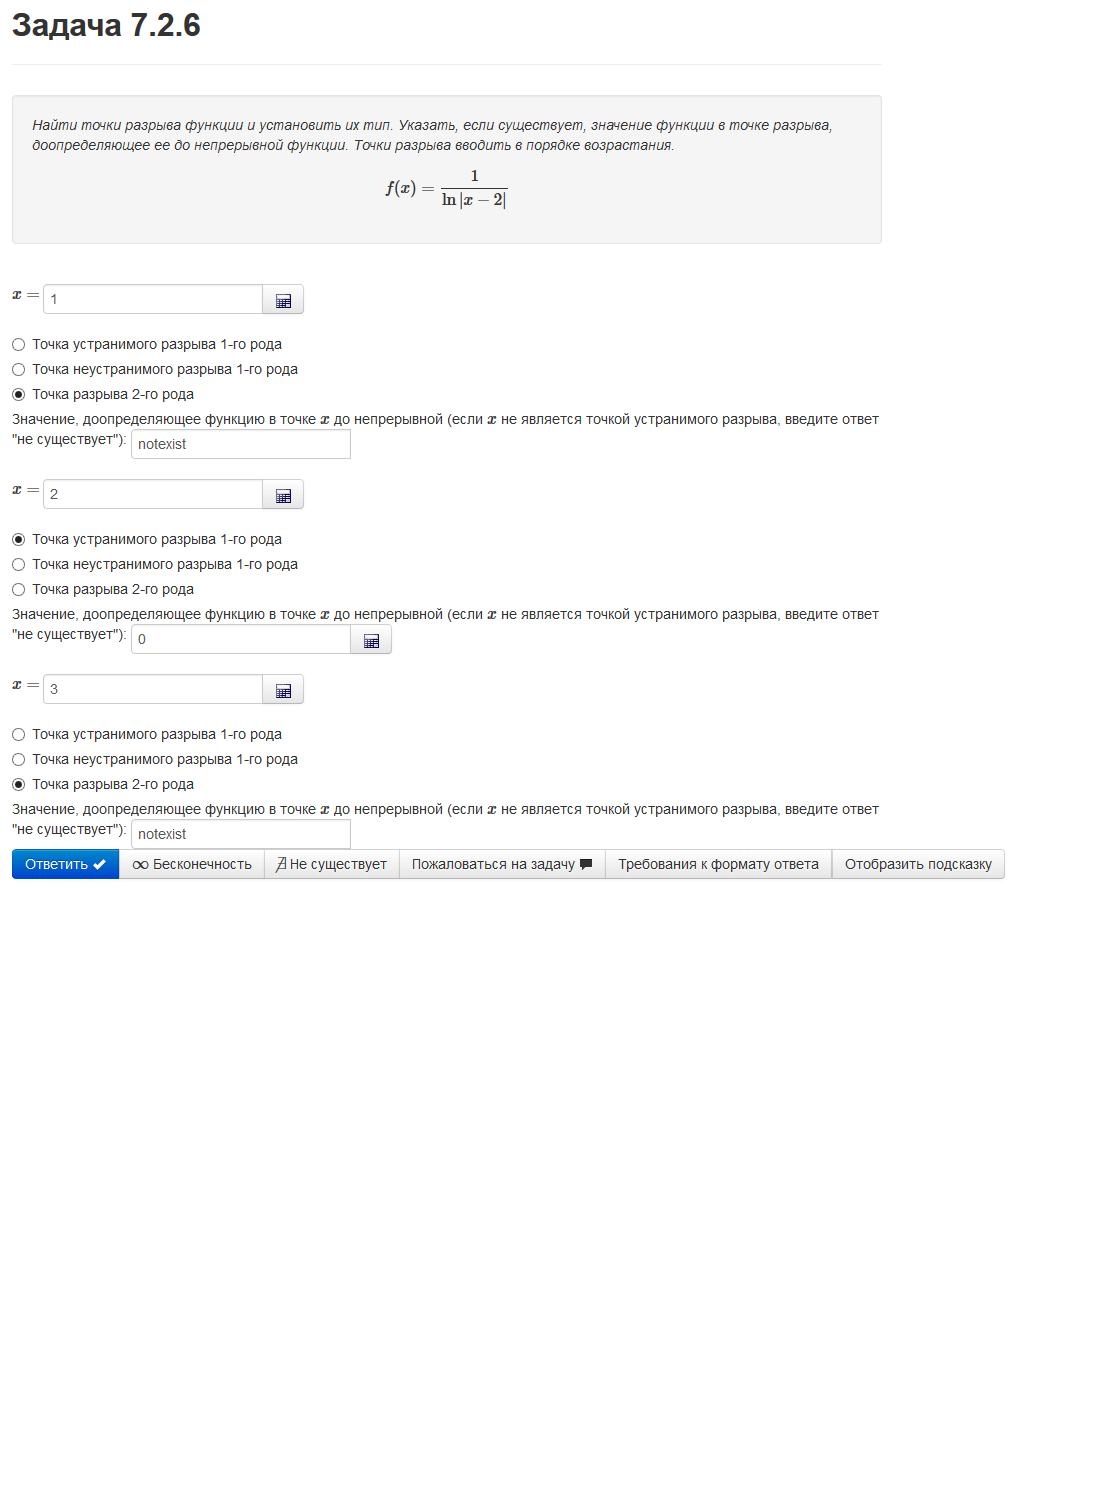 Задача 7.2.6
Найти точки разрыва функции и установить их тип. Указать, если существует, значение функции в точке разрыва,
доопределяющее ее до непрерывной функции. Точки разрыва вводить в порядке возрастания.
f(x) = 1 / ln|x − 2|
x = 1
Точка устранимого разрыва 1-го рода
Точка неустранимого разрыва 1-го рода
Точка разрыва 2-го рода
Значение, доопределяющее функцию в точке x до непрерывной (если x не является точкой устранимого разрыва, введите ответ
"не существует"): notexist
x = 2
Точка устранимого разрыва 1-го рода
Точка неустранимого разрыва 1-го рода
Точка разрыва 2-го рода
Значение, доопределяющее функцию в точке x до непрерывной (если x не является точкой устранимого разрыва, введите ответ
"не существует"): 0
x = 3
Точка устранимого разрыва 1-го рода
Точка неустранимого разрыва 1-го рода
Точка разрыва 2-го рода
Значение, доопределяющее функцию в точке x до непрерывной (если x не является точкой устранимого разрыва, введите ответ
"не существует"): notexist
Ответить ∞ Бесконечность ∄ Не существует Пожаловаться на задачу Требования к формату ответа Отобразить подсказку